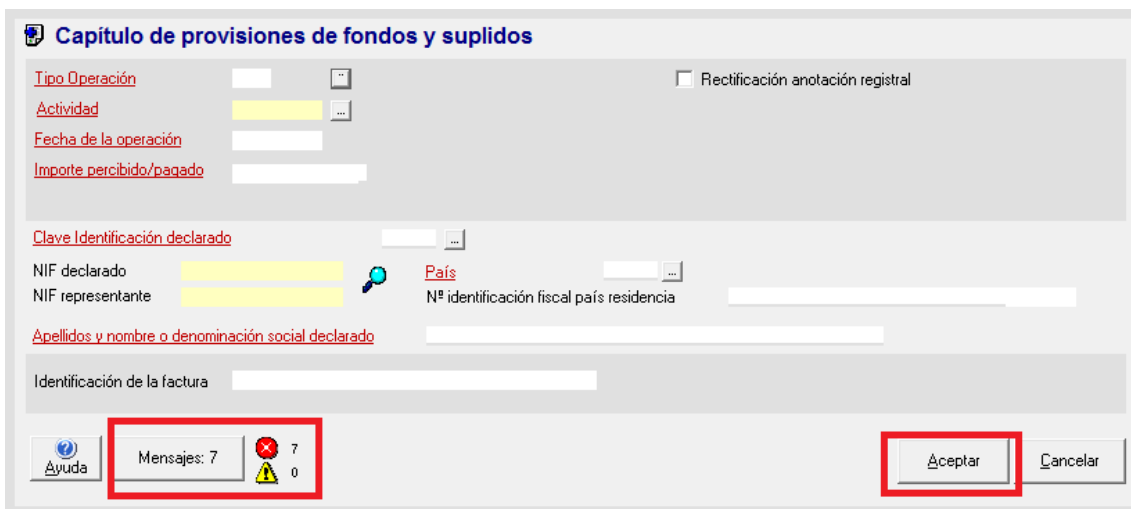 Capítulo de provisiones de fondos y suplidos
Tipo Operación ... Rectificación anotación registral
Actividad ...
Fecha de la operación
Importe percibido/pagado
Clave Identificación declarado ...
NIF declarado País ...
NIF representante Nº identificación fiscal país residencia
Apellidos y nombre o denominación social declarado
Identificación de la factura
Ayuda Mensajes: 7 7 Aceptar Cancelar
0